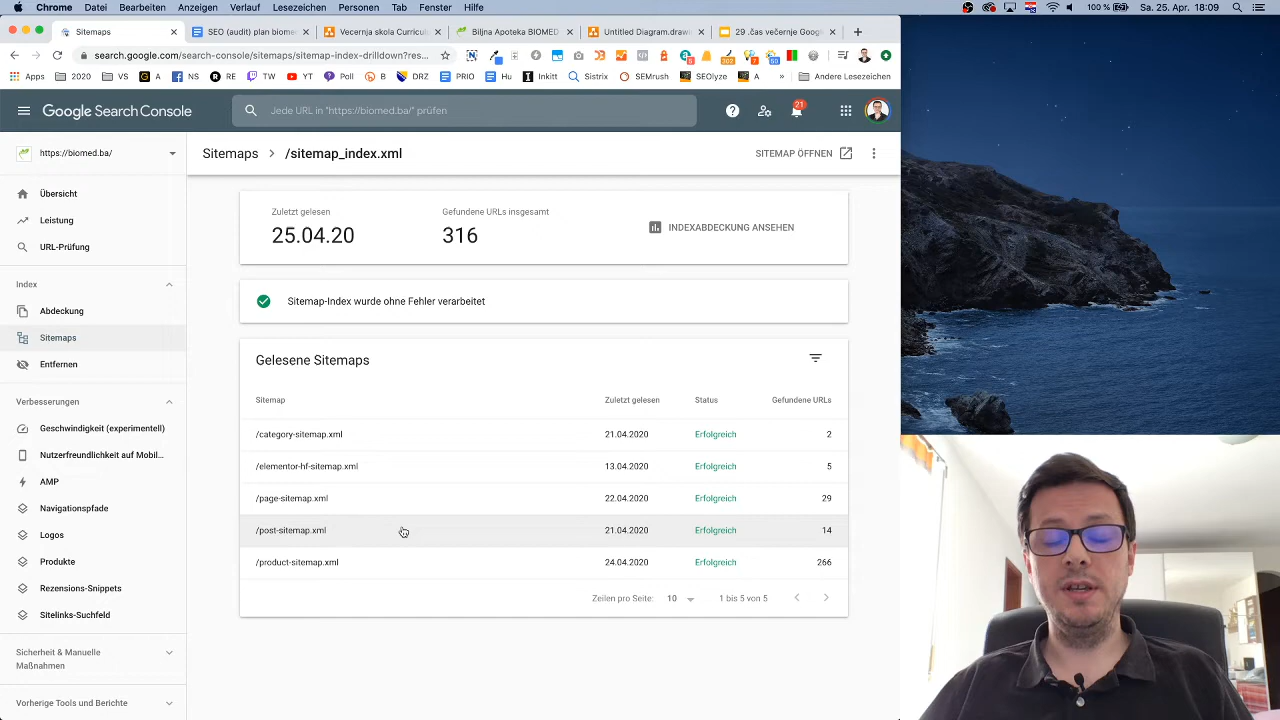 Chrome Datei Bearbeiten Anzeigen Verlauf Lesezeichen Personen Tab Fenster Hilfe 100 % Sa. 25. Apr. 18:09
Sitemaps SEO (audit) plan biome Vecernja skola Curricul Biljna Apoteka BIOMED Untitled Diagram.draw 29 .čas večernje Goog
search.google.com/search-console/sitemaps/sitemap-index-drilldown?res...
Apps 2020 VS G A NS RE TW YT Poll B DRZ PRIO Hu Inkitt Sistrix SEMrush SEOlyze A » Andere Lesezeichen
Google Search Console Jede URL in "https://biomed.ba/" prüfen 21
https://biomed.ba/ Sitemaps /sitemap_index.xml SITEMAP ÖFFNEN
Übersicht
Leistung
URL-Prüfung
Index
Abdeckung
Sitemaps
Entfernen
Verbesserungen
Geschwindigkeit (experimentell)
Nutzerfreundlichkeit auf Mobil...
AMP
Navigationspfade
Logos
Produkte
Rezensions-Snippets
Sitelinks-Suchfeld
Sicherheit & Manuelle
Maßnahmen
Vorherige Tools und Berichte
Zuletzt gelesen Gefundene URLs insgesamt
25.04.20 316 INDEXABDECKUNG ANSEHEN
Sitemap-Index wurde ohne Fehler verarbeitet
Gelesene Sitemaps
Sitemap Zuletzt gelesen Status Gefundene URLs
/category-sitemap.xml 21.04.2020 Erfolgreich 2
/elementor-hf-sitemap.xml 13.04.2020 Erfolgreich 5
/page-sitemap.xml 22.04.2020 Erfolgreich 29
/post-sitemap.xml 21.04.2020 Erfolgreich 14
/product-sitemap.xml 24.04.2020 Erfolgreich 266
Zeilen pro Seite: 10 1 bis 5 von 5